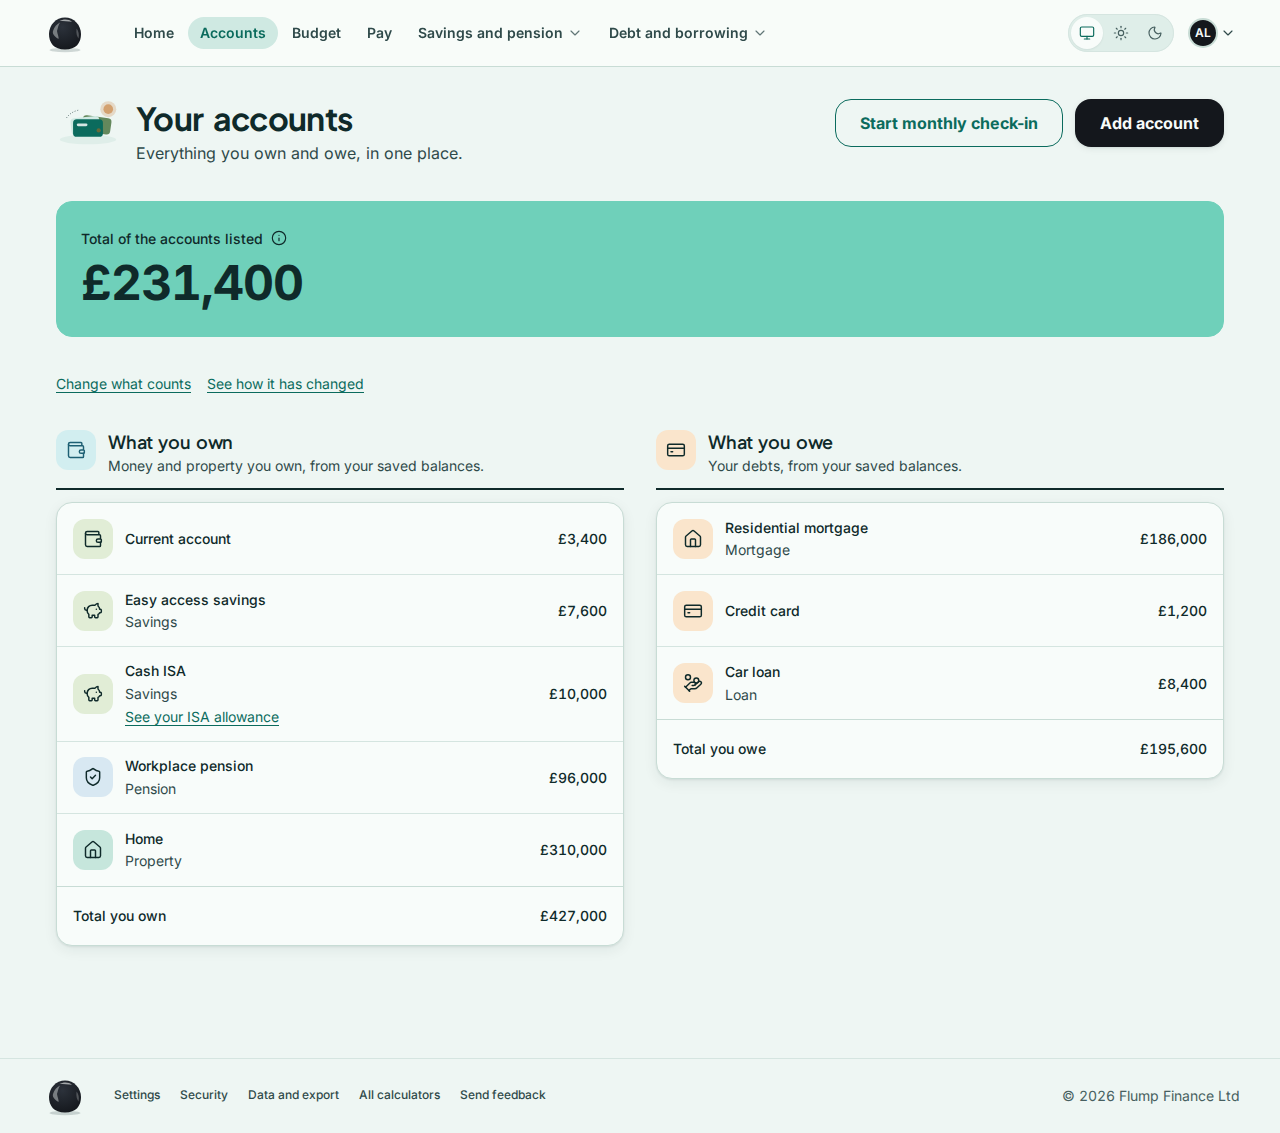 Home
Accounts
Budget
Pay
Savings and pension
Debt and borrowing
AL
Your accounts
Everything you own and owe, in one place.
Start monthly check-in
Add account
Total of the accounts listed
£231,400
Change what counts
See how it has changed
What you own
Money and property you own, from your saved balances.
Current account
£3,400
Easy access savings
Savings
£7,600
Cash ISA
Savings
See your ISA allowance
£10,000
Workplace pension
Pension
£96,000
Home
Property
£310,000
Total you own
£427,000
What you owe
Your debts, from your saved balances.
Residential mortgage
Mortgage
£186,000
Credit card
£1,200
Car loan
Loan
£8,400
Total you owe
£195,600
Settings
Security
Data and export
All calculators
Send feedback
© 2026 Flump Finance Ltd